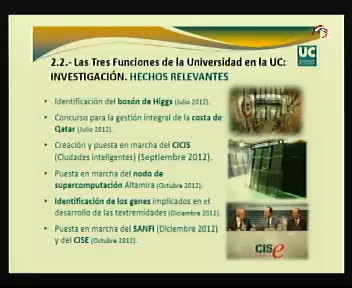 UC
2.2.- Las Tres Funciones de la Universidad en la UC:
INVESTIGACIÓN. HECHOS RELEVANTES
• Identificación del bosón de Higgs (Julio 2012).
• Concurso para la gestión integral de la costa de
Qatar (Julio 2012).
• Creación y puesta en marcha del CICIS
(Ciudades inteligentes) (Septiembre 2012).
• Puesta en marcha del nodo de
supercomputación Altamira (Octubre 2012).
• Identificación de los genes implicados en el
desarrollo de las textremidades (Diciembre 2012).
• Puesta en marcha del SANFI (Diciembre 2012)
y del CISE (Octubre 2012).
CISe